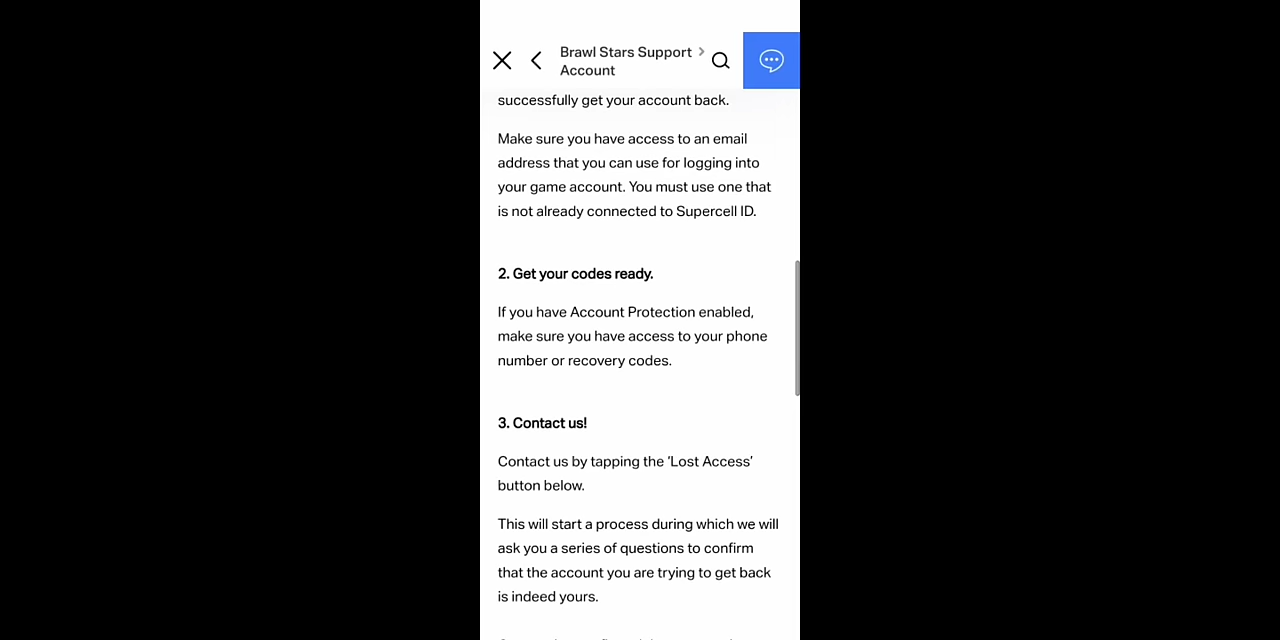 Brawl Stars Support >
Account
successfully get your account back.
Make sure you have access to an email
address that you can use for logging into
your game account. You must use one that
is not already connected to Supercell ID.
2. Get your codes ready.
If you have Account Protection enabled,
make sure you have access to your phone
number or recovery codes.
3. Contact us!
Contact us by tapping the ‘Lost Access’
button below.
This will start a process during which we will
ask you a series of questions to confirm
that the account you are trying to get back
is indeed yours.